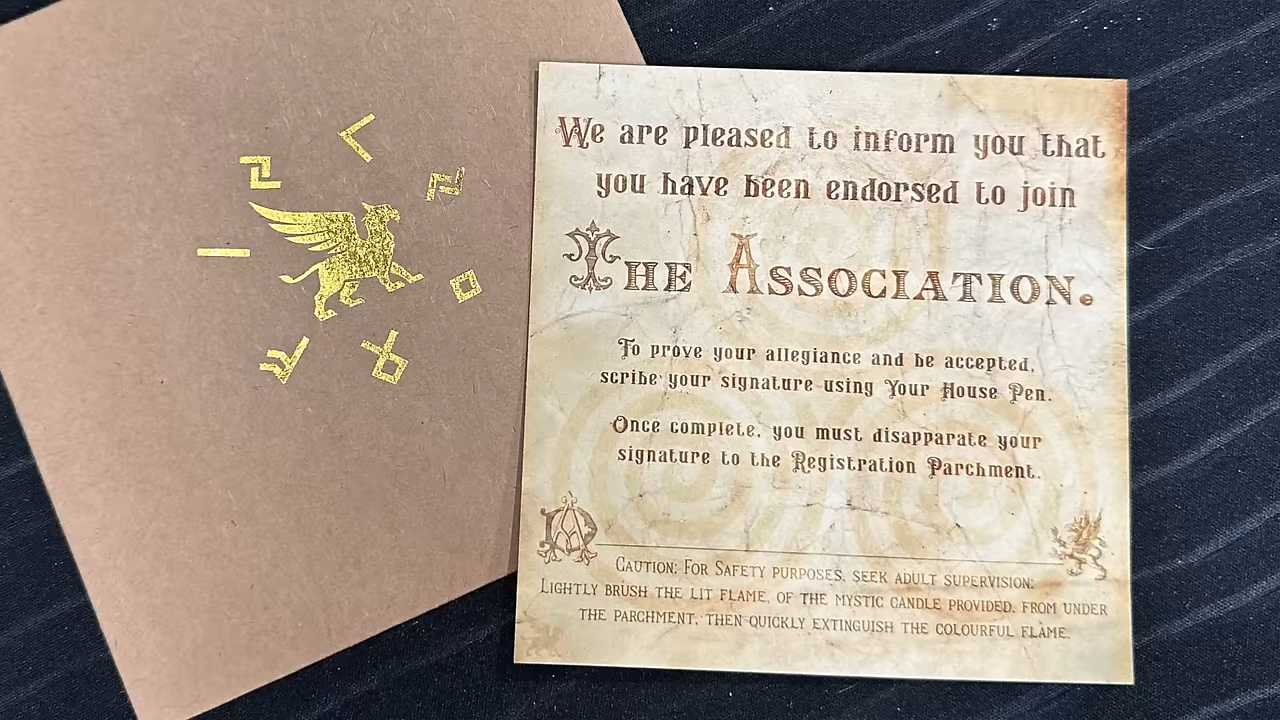 We are pleased to inform you that
you have been endorsed to join
The Association.
To prove your allegiance and be accepted,
scribe your signature using Your House Pen.
Once complete, you must disapparate your
signature to the Registration Parchment.
Caution: For Safety purposes, seek adult supervision:
Lightly brush the lit flame, of the mystic candle provided, from under
the parchment, then quickly extinguish the colourful flame.